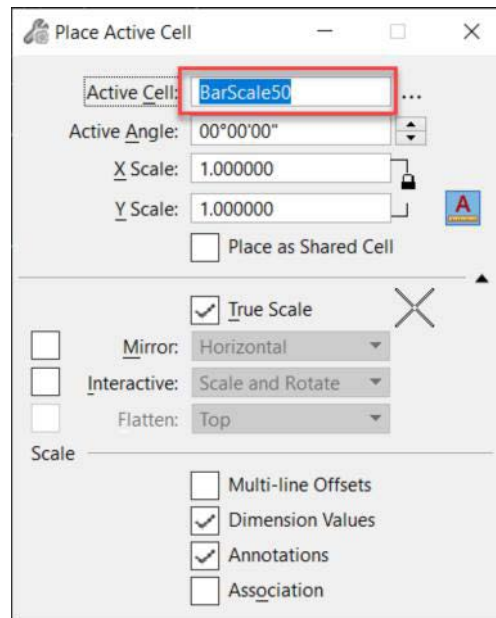 Place Active Cell
Active Cell: BarScale50 ...
Active Angle: 00°00'00"
X Scale: 1.000000
Y Scale: 1.000000
A
Place as Shared Cell
True Scale
Mirror: Horizontal
Interactive: Scale and Rotate
Flatten: Top
Scale
Multi-line Offsets
Dimension Values
Annotations
Association